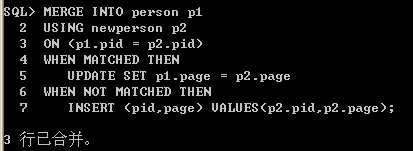 SQL> MERGE INTO person p1
  2  USING newperson p2
  3  ON (p1.pid = p2.pid)
  4  WHEN MATCHED THEN
  5    UPDATE SET p1.page = p2.page
  6  WHEN NOT MATCHED THEN
  7    INSERT (pid,page) VALUES(p2.pid,p2.page);
3 行已合并。